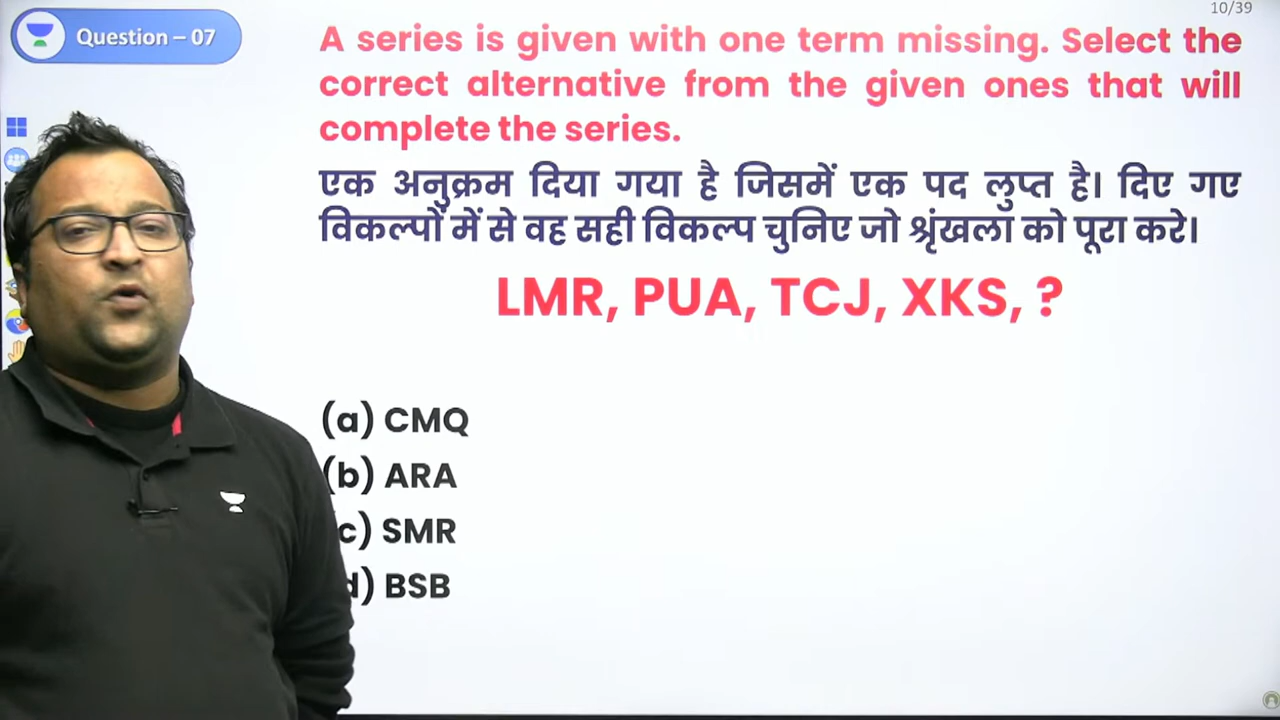 10/39
Question – 07
A series is given with one term missing. Select the
correct alternative from the given ones that will
complete the series.
एक अनुक्रम दिया गया है जिसमें एक पद लुप्त है। दिए गए
विकल्पों में से वह सही विकल्प चुनिए जो श्रृंखला को पूरा करे।
LMR, PUA, TCJ, XKS, ?
(a) CMQ
(b) ARA
c) SMR
d) BSB